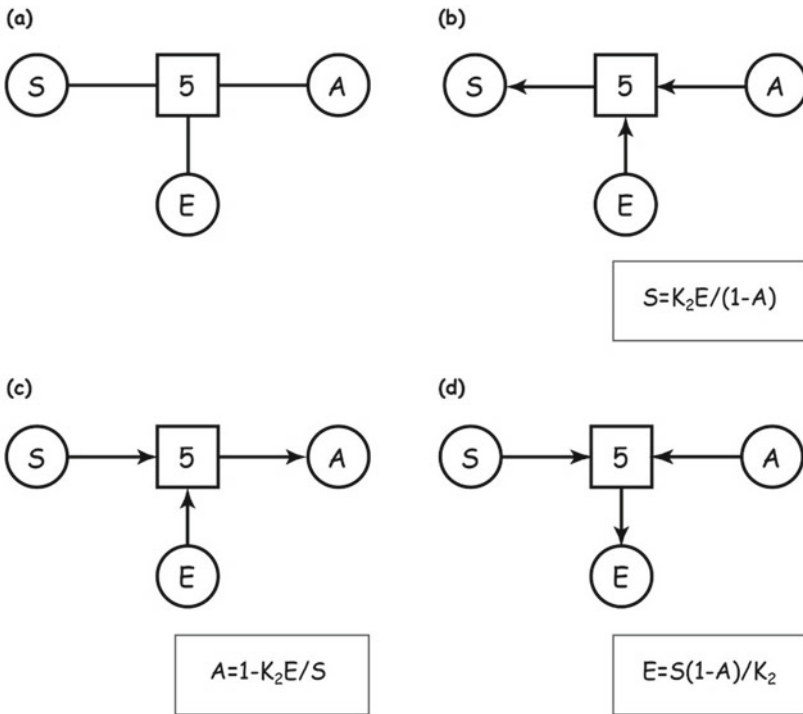 (a)
S
5
A
E
(b)
S
5
A
E
S=K₂E/(1-A)
(c)
S
5
A
E
A=1-K₂E/S
(d)
S
5
A
E
E=S(1-A)/K₂